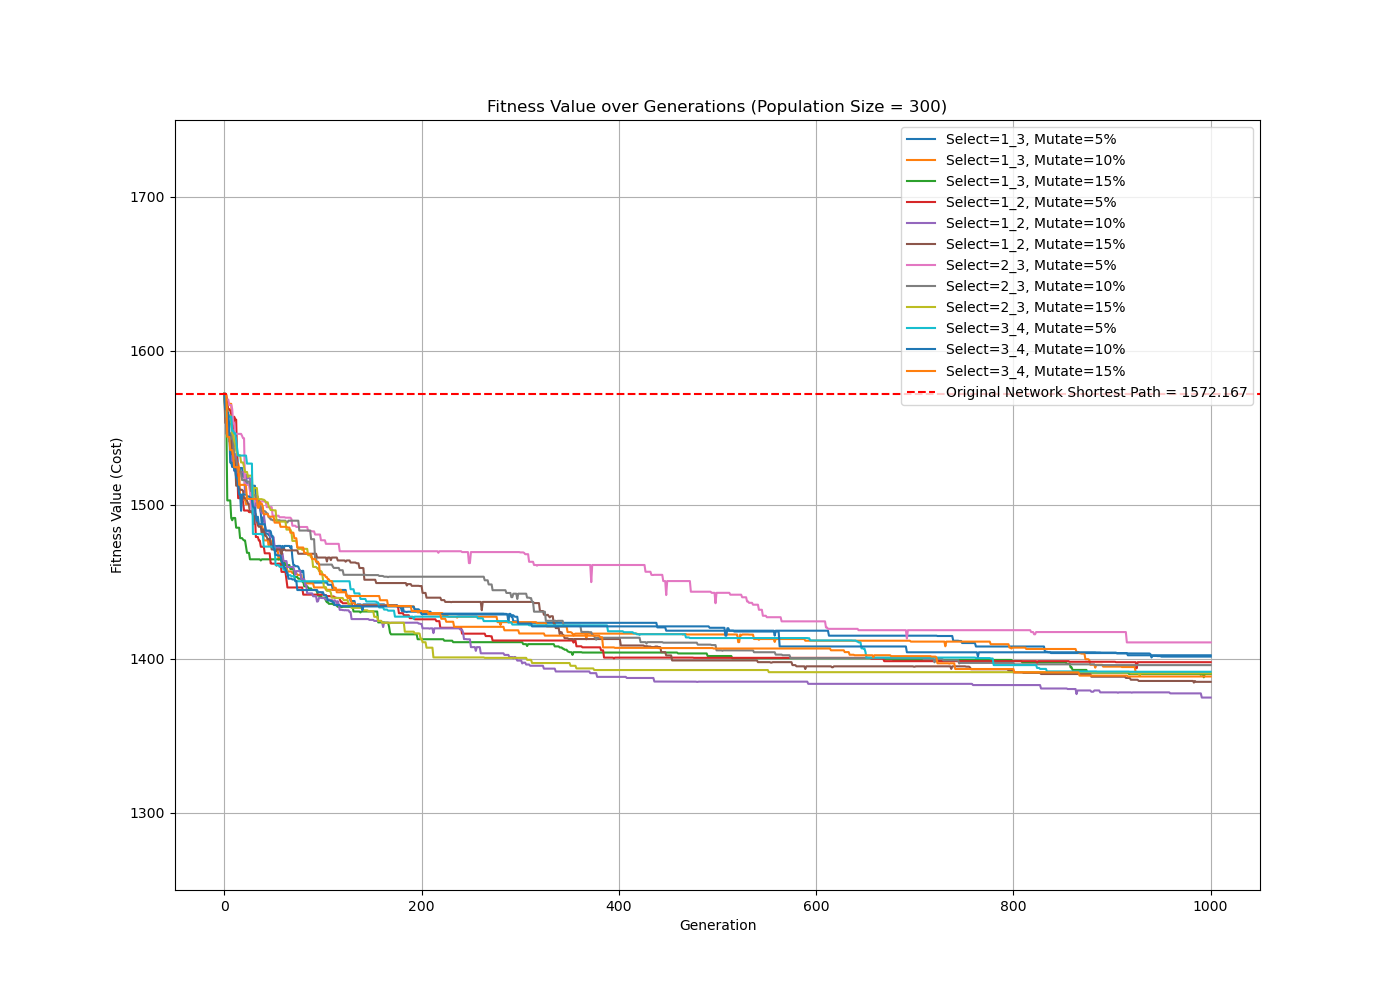 Fitness Value over Generations (Population Size = 300)
Select=1_3, Mutate=5%
Select=1_3, Mutate=10%
Select=1_3, Mutate=15%
Select=1_2, Mutate=5%
Select=1_2, Mutate=10%
Select=1_2, Mutate=15%
Select=2_3, Mutate=5%
Select=2_3, Mutate=10%
Select=2_3, Mutate=15%
Select=3_4, Mutate=5%
Select=3_4, Mutate=10%
Select=3_4, Mutate=15%
Original Network Shortest Path = 1572.167
Fitness Value (Cost)
1700
1600
1500
1400
1300
0 200 400 600 800 1000
Generation